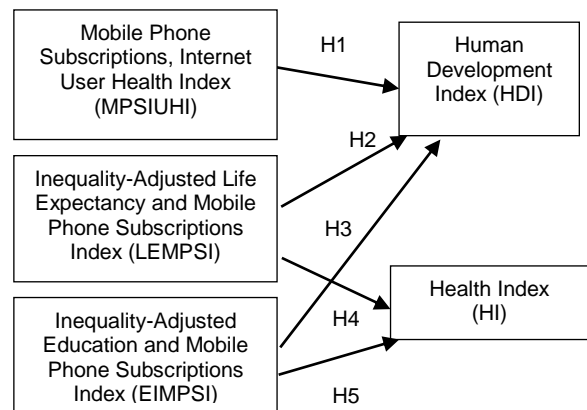 Mobile Phone
Subscriptions, Internet
User Health Index
(MPSIUHI)
H1
Human
Development
Index (HDI)
H2
Inequality-Adjusted Life
Expectancy and Mobile
Phone Subscriptions
Index (LEMPSI)
H3
Health Index
(HI)
H4
Inequality-Adjusted
Education and Mobile
Phone Subscriptions
Index (EIMPSI)
H5